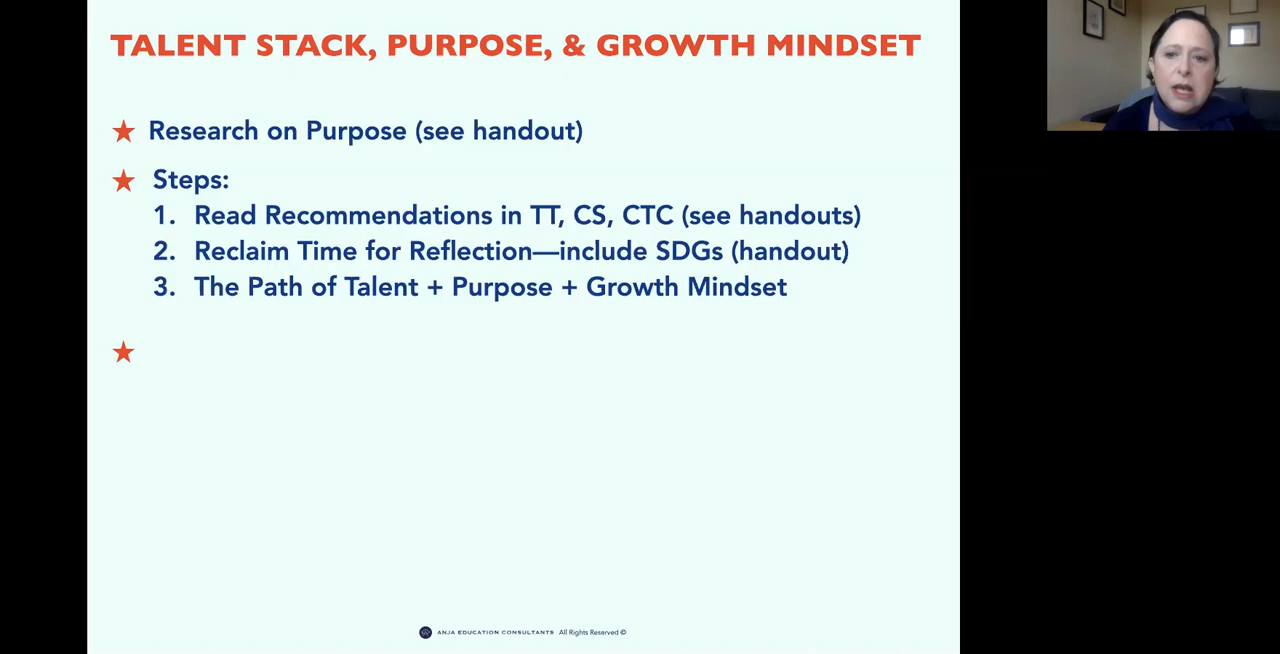 TALENT STACK, PURPOSE, & GROWTH MINDSET
★ Research on Purpose (see handout)
★ Steps:
1. Read Recommendations in TT, CS, CTC (see handouts)
2. Reclaim Time for Reflection—include SDGs (handout)
3. The Path of Talent + Purpose + Growth Mindset
★
ANJA EDUCATION CONSULTANTS All Rights Reserved ©